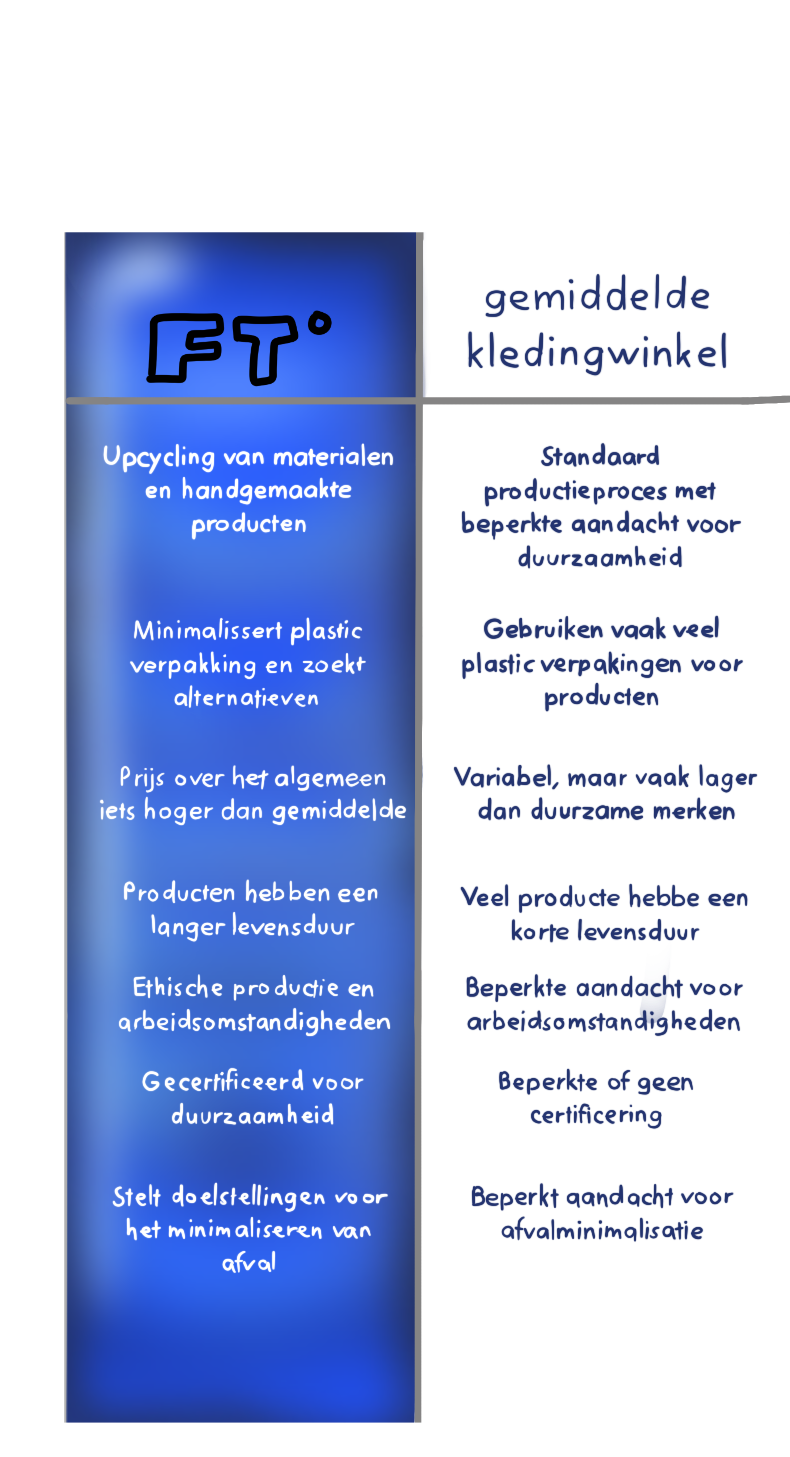 FT°
gemiddelde
kledingwinkel
Upcycling van materialen
en handgemaakte
producten
Standaard
productieproces met
beperkte aandacht voor
duurzaamheid
Minimalissert plastic
verpakking en zoekt
alternatieven
Gebruiken vaak veel
plastic verpakingen voor
producten
Prijs over het algemeen
iets hoger dan gemiddelde
Variabel, maar vaak lager
dan duurzame merken
Producten hebben een
langer levensduur
Veel producte hebbe een
korte levensduur
Ethische productie en
arbeidsomstandigheden
Beperkte aandacht voor
arbeidsomstandigheden
Gecertificeerd voor
duurzaamheid
Beperkte of geen
certificering
Stelt doelstellingen voor
het minimaliseren van
afval
Beperkt aandacht voor
afvalminimalisatie